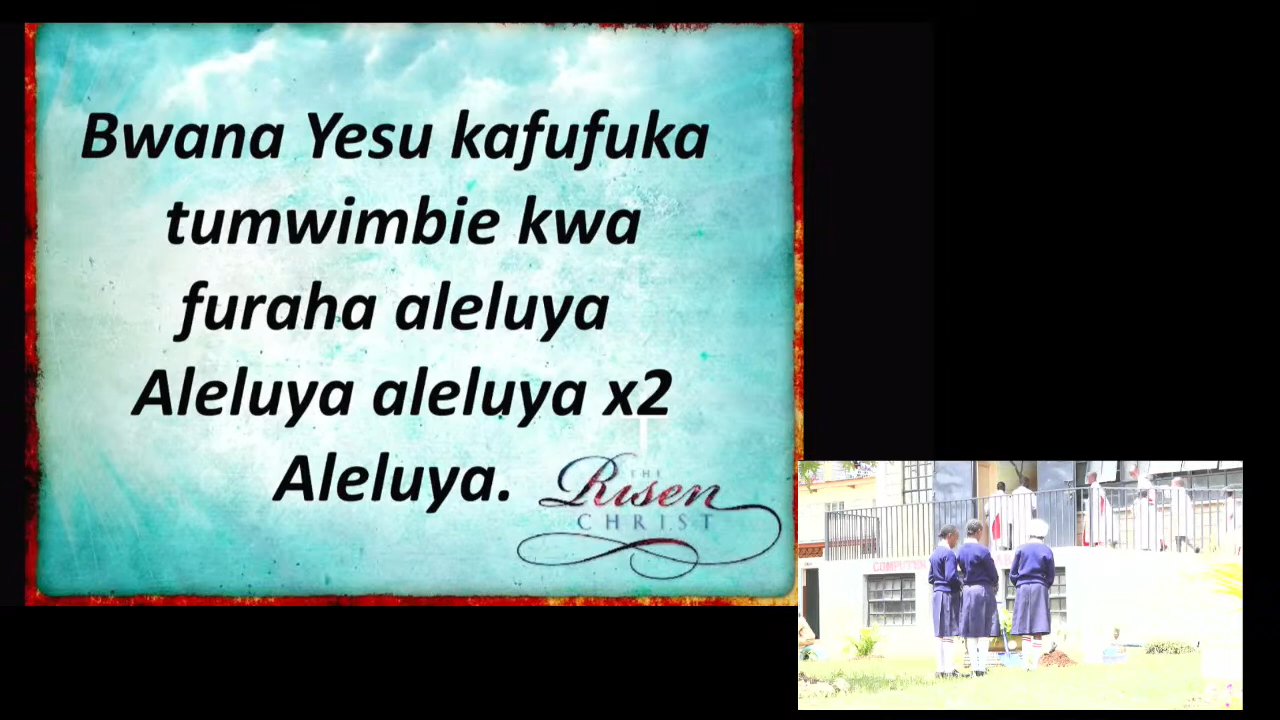 Bwana Yesu kafufuka
tumwimbie kwa
furaha aleluya
Aleluya aleluya x2
Aleluya.
THE
Risen
CHRIST